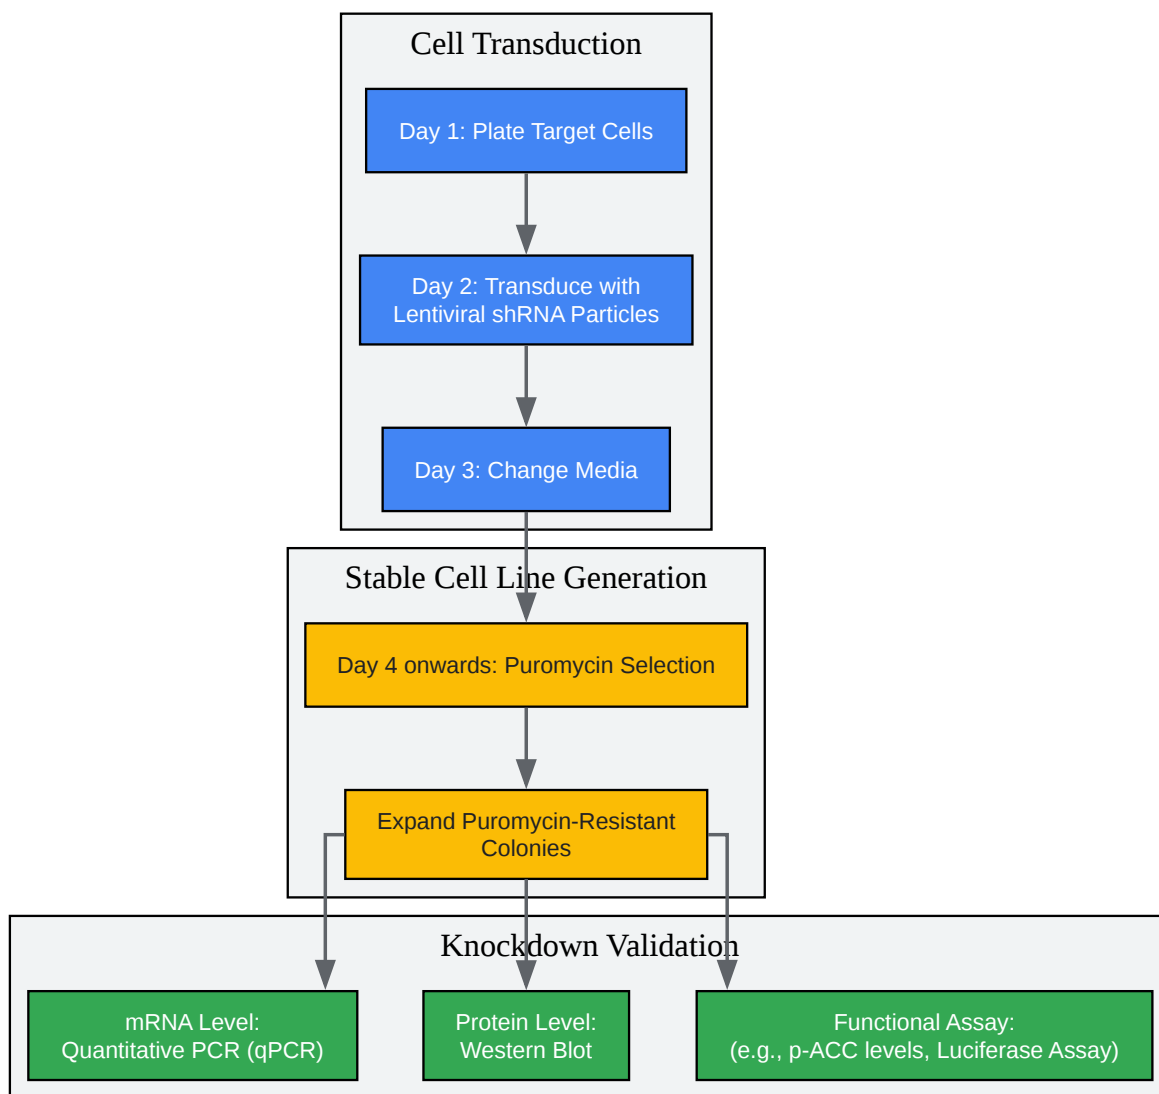 Cell Transduction
Day 1: Plate Target Cells
Day 2: Transduce with
Lentiviral shRNA Particles
Day 3: Change Media
Stable Cell Line Generation
Day 4 onwards: Puromycin Selection
Expand Puromycin-Resistant
Colonies
Knockdown Validation
mRNA Level:
Quantitative PCR (qPCR)
Protein Level:
Western Blot
Functional Assay:
(e.g., p-ACC levels, Luciferase Assay)